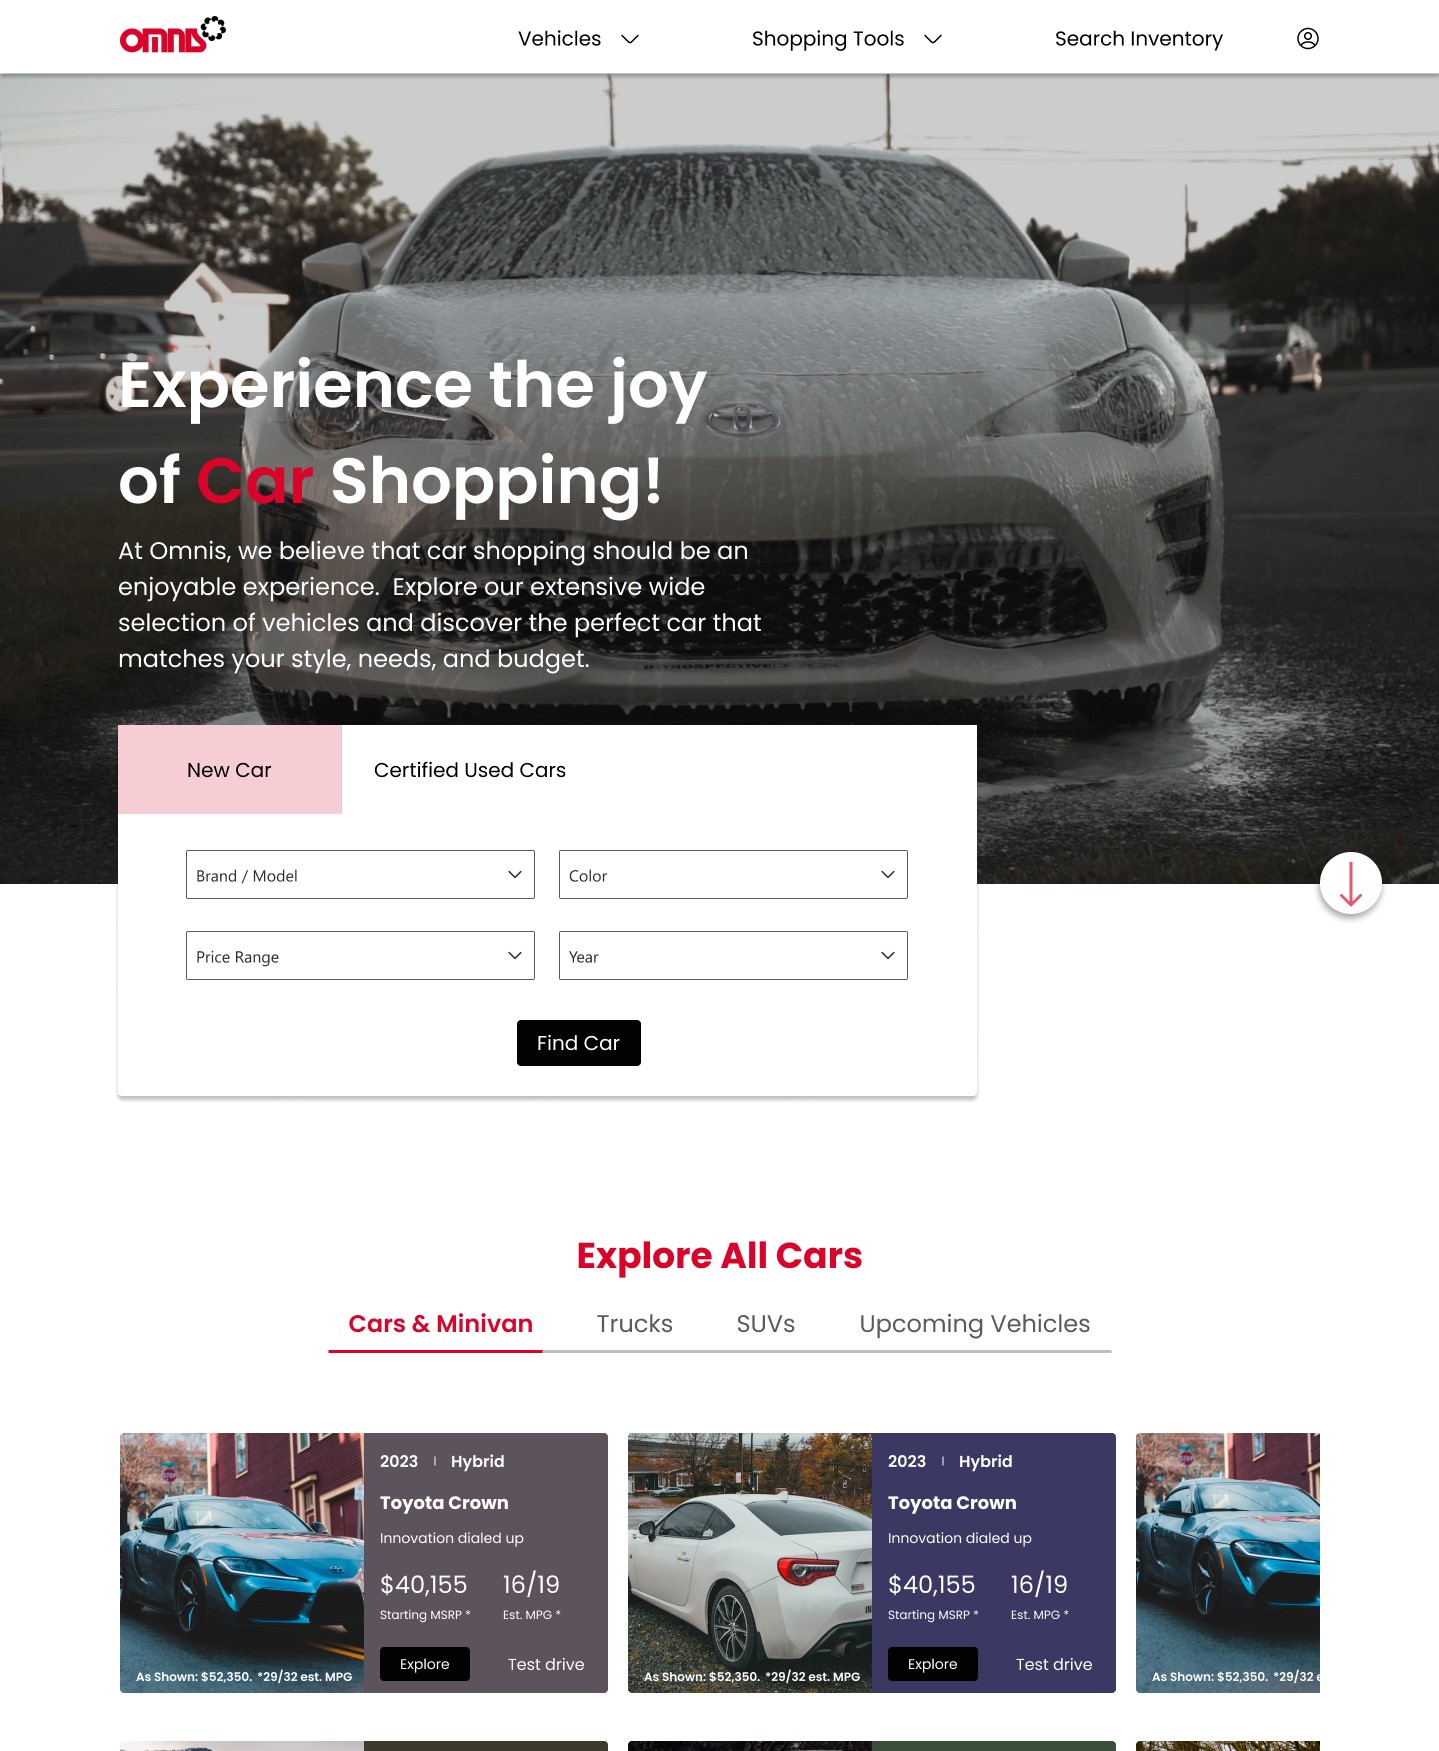 OMNIS
Vehicles
Shopping Tools
Search Inventory
Experience the joy
of Car Shopping!
At Omnis, we believe that car shopping should be an
enjoyable experience. Explore our extensive wide
selection of vehicles and discover the perfect car that
matches your style, needs, and budget.
New Car
Certified Used Cars
Brand / Model
Color
Price Range
Year
Find Car
Explore All Cars
Cars & Minivan
Trucks
SUVs
Upcoming Vehicles
2023 | Hybrid
Toyota Crown
Innovation dialed up
$40,155 16/19
Starting MSRP * Est. MPG *
Explore Test drive
STOP
As Shown: $52,350. *29/32 est. MPG
2023 | Hybrid
Toyota Crown
Innovation dialed up
$40,155 16/19
Starting MSRP * Est. MPG *
Explore Test drive
As Shown: $52,350. *29/32 est. MPG
STOP
As Shown: $52,350. *29/32